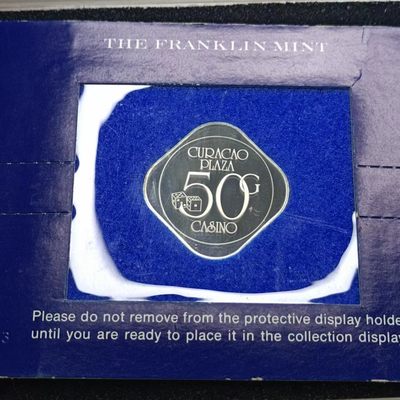 THE FRANKLIN MINT
CURACAO
PLAZA
50G
CASINO
Please do not remove from the protective display holde
until you are ready to place it in the collection display